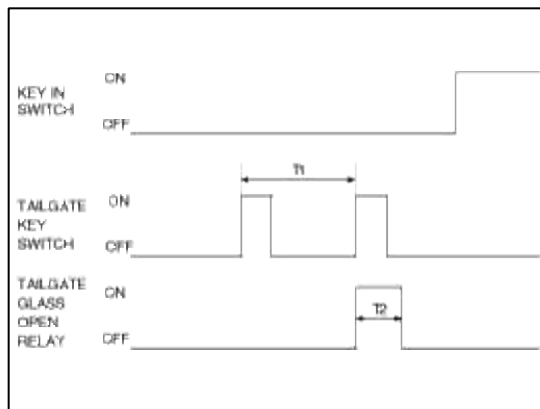 KEY IN
SWITCH
ON
OFF
T1
TAILGATE
KEY
SWITCH
ON
OFF
TAILGATE
GLASS
OPEN
RELAY
ON
OFF
T2